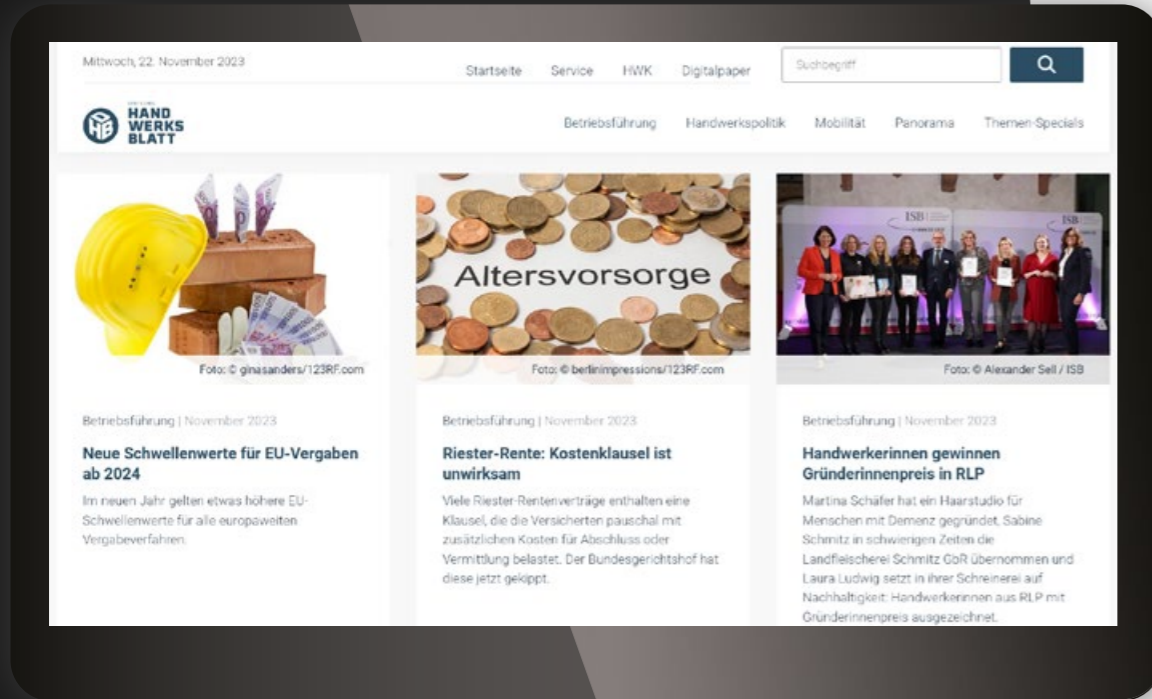 Mittwoch, 22. November 2023
Startseite Service HWK Digitalpaper
Suchbegriff
HAND
WERKS
BLATT
Betriebsführung Handwerkspolitik Mobilität Panorama Themen-Specials
Altersvorsorge
ISB
ISB
Foto: © ginasanders/123RF.com
Foto: © berlinimpressions/123RF.com
Foto: © Alexander Sell / ISB
Betriebsführung | November 2023
Neue Schwellenwerte für EU-Vergaben
ab 2024
Im neuen Jahr gelten etwas höhere EU-
Schwellenwerte für alle europaweiten
Vergabeverfahren.
Betriebsführung | November 2023
Riester-Rente: Kostenklausel ist
unwirksam
Viele Riester-Rentenverträge enthalten eine
Klausel, die die Versicherten pauschal mit
zusätzlichen Kosten für Abschluss oder
Vermittlung belastet. Der Bundesgerichtshof hat
diese jetzt gekippt.
Betriebsführung | November 2023
Handwerkerinnen gewinnen
Gründerinnenpreis in RLP
Martina Schäfer hat ein Haarstudio für
Menschen mit Demenz gegründet, Sabine
Schmitz in schwierigen Zeiten die
Landfleischerei Schmitz GbR übernommen und
Laura Ludwig setzt in ihrer Schreinerei auf
Nachhaltigkeit: Handwerkerinnen aus RLP mit
Gründerinnenpreis ausgezeichnet.